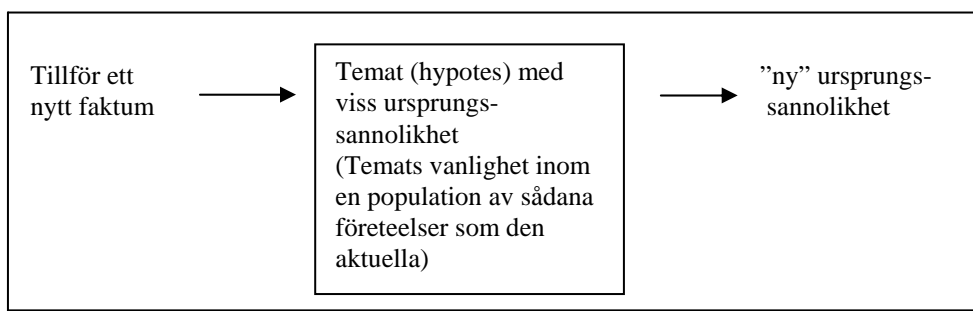 Tillför ett
nytt faktum
Temat (hypotes) med
viss ursprungs-
sannolikhet
(Temats vanlighet inom
en population av sådana
företeelser som den
aktuella)
”ny” ursprungs-
sannolikhet